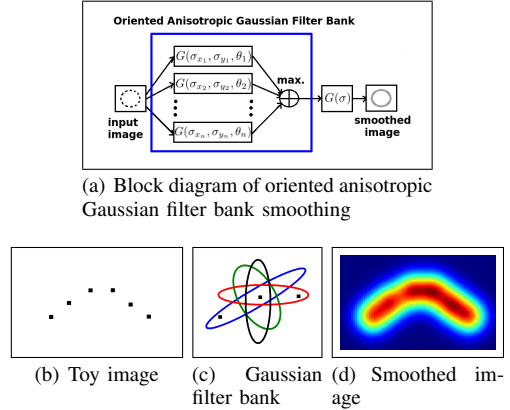 Oriented Anisotropic Gaussian Filter Bank
G(σx1, σy1, θ1)
G(σx2, σy2, θ2)
G(σxn, σyn, θn)
max.
G(σ)
input
image
smoothed
image
(a) Block diagram of oriented anisotropic
Gaussian filter bank smoothing
(b) Toy image
(c) Gaussian
filter bank
(d) Smoothed im-
age